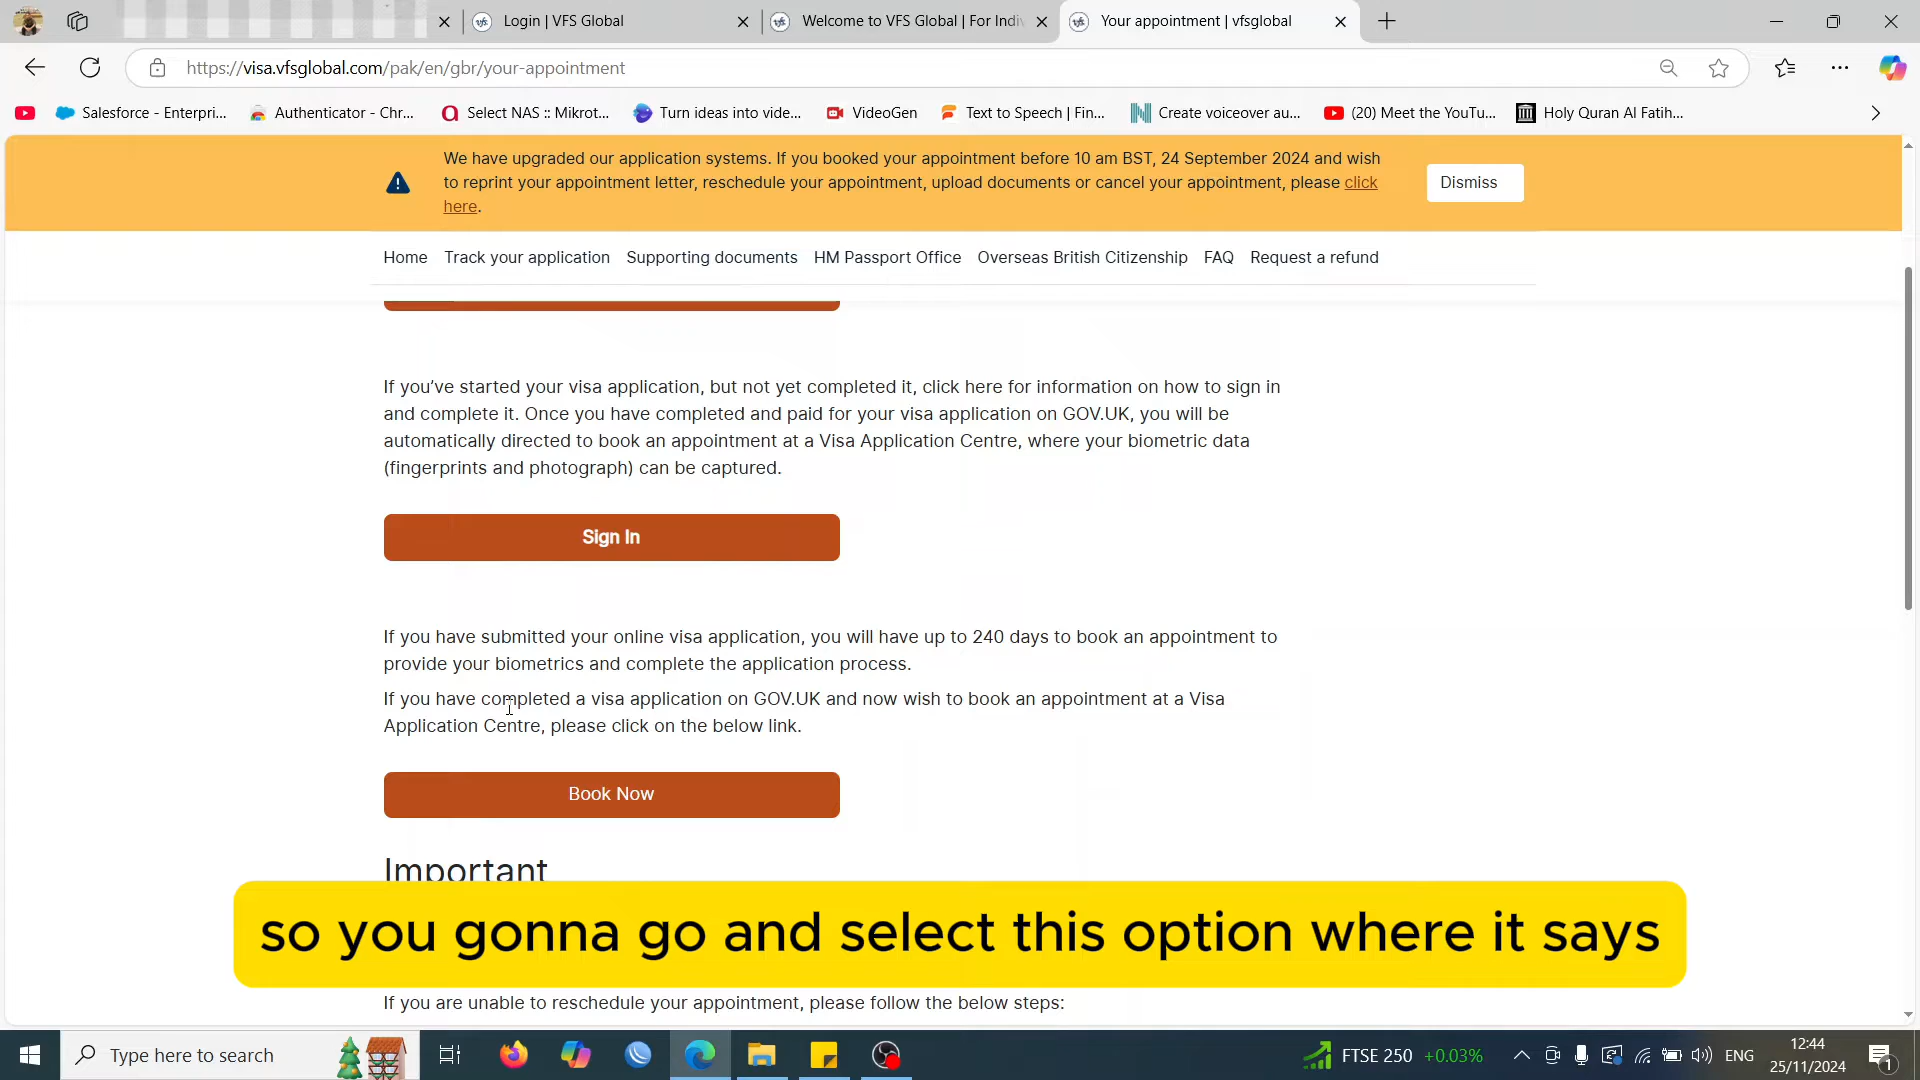 Login | VFS Global
Welcome to VFS Global | For Indiv
Your appointment | vfsglobal
https://visa.vfsglobal.com/pak/en/gbr/your-appointment
Salesforce - Enterpri...
Authenticator - Chr...
Select NAS :: Mikrot...
Turn ideas into vide...
VideoGen
Text to Speech | Fin...
Create voiceover au...
(20) Meet the YouTu...
Holy Quran Al Fatih...
We have upgraded our application systems. If you booked your appointment before 10 am BST, 24 September 2024 and wish
to reprint your appointment letter, reschedule your appointment, upload documents or cancel your appointment, please click
here.
Dismiss
Home Track your application Supporting documents HM Passport Office Overseas British Citizenship FAQ Request a refund
If you’ve started your visa application, but not yet completed it, click here for information on how to sign in
and complete it. Once you have completed and paid for your visa application on GOV.UK, you will be
automatically directed to book an appointment at a Visa Application Centre, where your biometric data
(fingerprints and photograph) can be captured.
Sign In
If you have submitted your online visa application, you will have up to 240 days to book an appointment to
provide your biometrics and complete the application process.
If you have completed a visa application on GOV.UK and now wish to book an appointment at a Visa
Application Centre, please click on the below link.
Book Now
Important
so you gonna go and select this option where it says
If you are unable to reschedule your appointment, please follow the below steps:
Type here to search
FTSE 250 +0.03%
ENG
12:44
25/11/2024
1